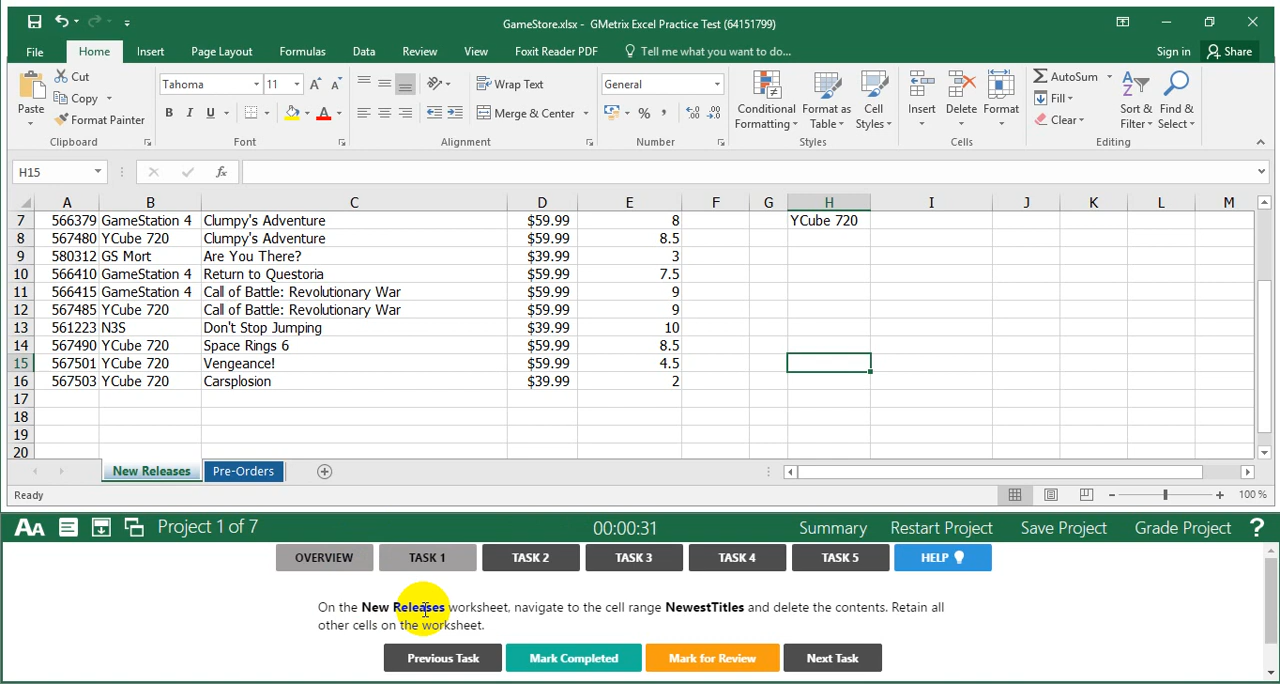 GameStore.xlsx - GMetrix Excel Practice Test (64151799)
File Home Insert Page Layout Formulas Data Review View Foxit Reader PDF Tell me what you want to do... Sign in Share
Paste Cut Copy Format Painter Clipboard
Tahoma 11 B I U A Font
Wrap Text Merge & Center Alignment
General % , Number
Conditional Formatting Format as Table Cell Styles Styles
Insert Delete Format Cells
AutoSum Fill Clear Sort & Filter Find & Select Editing
H15 fx
A B C D E F G H I J K L M
7 566379 GameStation 4 Clumpy's Adventure $59.99 8 YCube 720
8 567480 YCube 720 Clumpy's Adventure $59.99 8.5
9 580312 GS Mort Are You There? $39.99 3
10 566410 GameStation 4 Return to Questoria $59.99 7.5
11 566415 GameStation 4 Call of Battle: Revolutionary War $59.99 9
12 567485 YCube 720 Call of Battle: Revolutionary War $59.99 9
13 561223 N3S Don't Stop Jumping $39.99 10
14 567490 YCube 720 Space Rings 6 $59.99 8.5
15 567501 YCube 720 Vengeance! $59.99 4.5
16 567503 YCube 720 Carsplosion $39.99 2
17
18
19
20
New Releases Pre-Orders
Ready 100 %
AA Project 1 of 7 00:00:31 Summary Restart Project Save Project Grade Project ?
OVERVIEW TASK 1 TASK 2 TASK 3 TASK 4 TASK 5 HELP
On the New Releases worksheet, navigate to the cell range NewestTitles and delete the contents. Retain all
other cells on the worksheet.
Previous Task Mark Completed Mark for Review Next Task